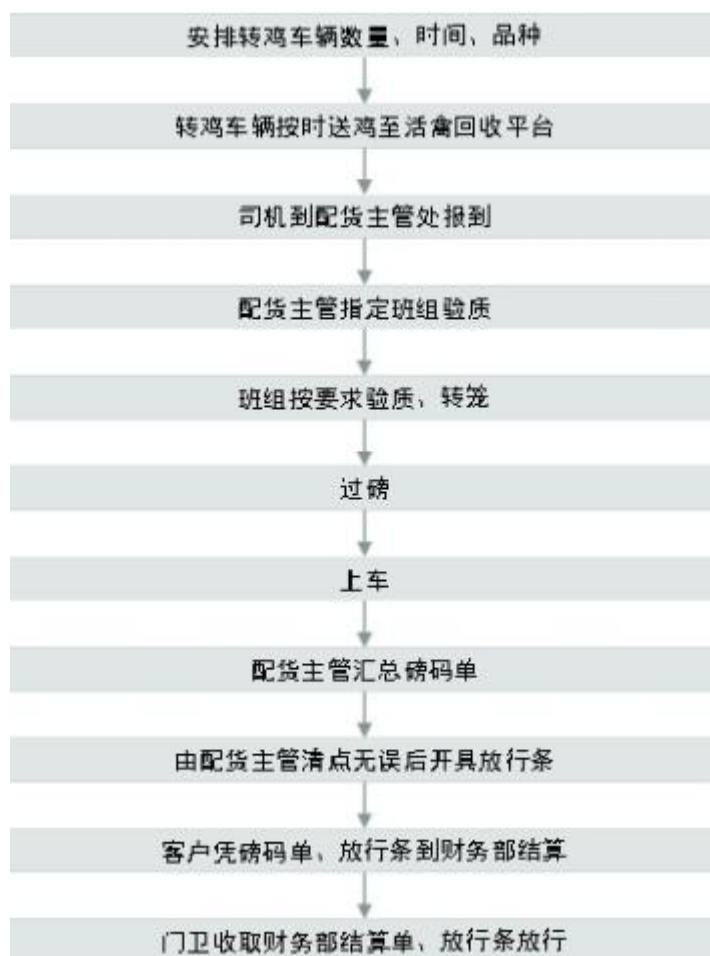 安排转鸡车辆数量、时间、品种
转鸡车辆按时送鸡至活禽回收平台
司机到配货主管处报到
配货主管指定班组验质
班组按要求验质、转笼
过磅
上车
配货主管汇总磅码单
由配货主管清点无误后开具放行条
客户凭磅码单、放行条到财务部结算
门卫收取财务部结算单、放行条放行